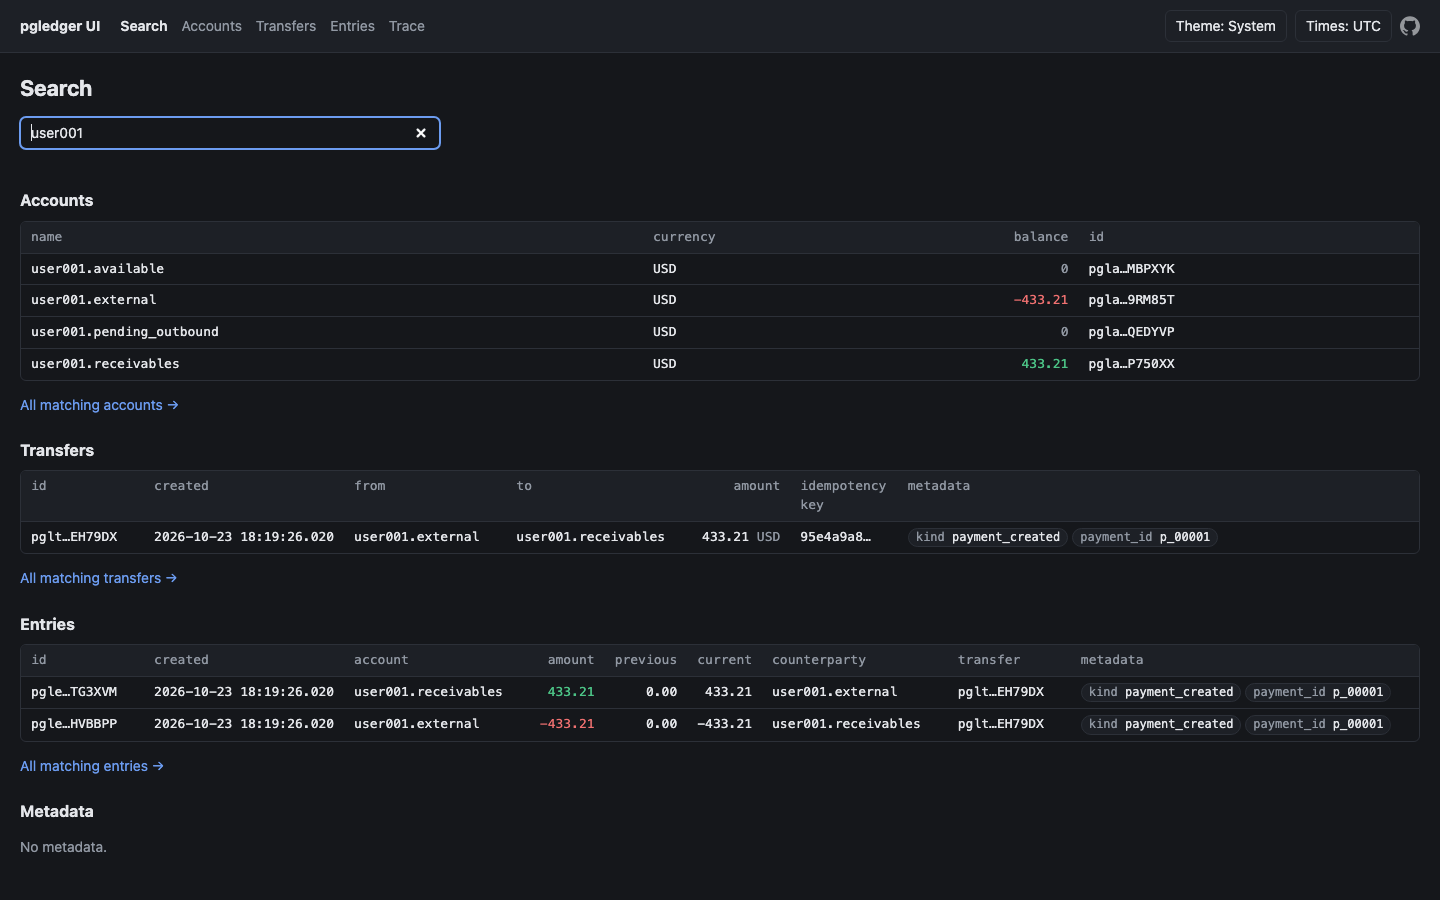 pgledger UI Search Accounts Transfers Entries Trace Theme: System Times: UTC
Search
user001 ×
Accounts
name currency balance id
user001.available USD 0 pgla…MBPXYK
user001.external USD -433.21 pgla…9RM85T
user001.pending_outbound USD 0 pgla…QEDYVP
user001.receivables USD 433.21 pgla…P750XX
All matching accounts →
Transfers
id created from to amount idempotency key metadata
pglt…EH79DX 2026-10-23 18:19:26.020 user001.external user001.receivables 433.21 USD 95e4a9a8… kind payment_created payment_id p_00001
All matching transfers →
Entries
id created account amount previous current counterparty transfer metadata
pgle…TG3XVM 2026-10-23 18:19:26.020 user001.receivables 433.21 0.00 433.21 user001.external pglt…EH79DX kind payment_created payment_id p_00001
pgle…HVBBPP 2026-10-23 18:19:26.020 user001.external -433.21 0.00 -433.21 user001.receivables pglt…EH79DX kind payment_created payment_id p_00001
All matching entries →
Metadata
No metadata.